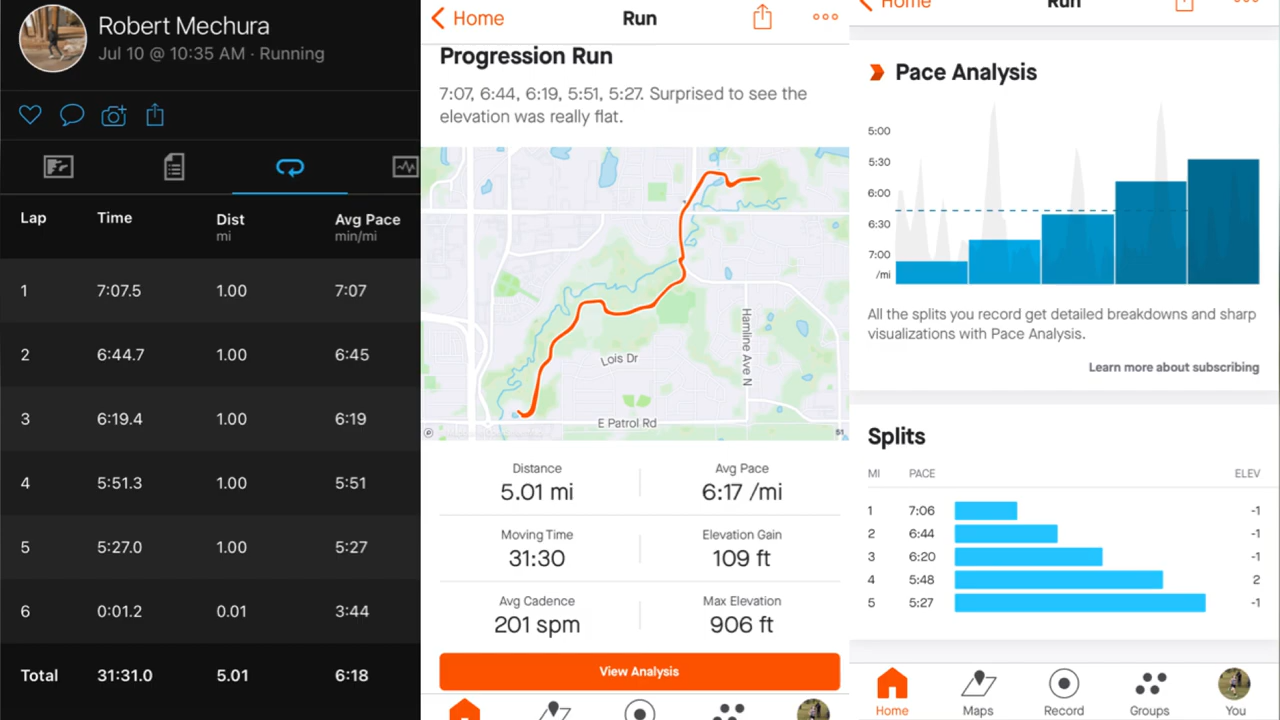 Robert Mechura
Jul 10 @ 10:35 AM · Running
Lap Time Dist Avg Pace
mi min/mi
1 7:07.5 1.00 7:07
2 6:44.7 1.00 6:45
3 6:19.4 1.00 6:19
4 5:51.3 1.00 5:51
5 5:27.0 1.00 5:27
6 0:01.2 0.01 3:44
Total 31:31.0 5.01 6:18
Home Run
Progression Run
7:07, 6:44, 6:19, 5:51, 5:27. Surprised to see the
elevation was really flat.
Hamline Ave N
Lois Dr
E Patrol Rd
51
Distance Avg Pace
5.01 mi 6:17 /mi
Moving Time Elevation Gain
31:30 109 ft
Avg Cadence Max Elevation
201 spm 906 ft
View Analysis
Home Run
Pace Analysis
5:00
5:30
6:00
6:30
7:00
/mi
All the splits you record get detailed breakdowns and sharp
visualizations with Pace Analysis.
Learn more about subscribing
Splits
MI PACE ELEV
1 7:06 -1
2 6:44 -1
3 6:20 -1
4 5:48 2
5 5:27 -1
Home Maps Record Groups You